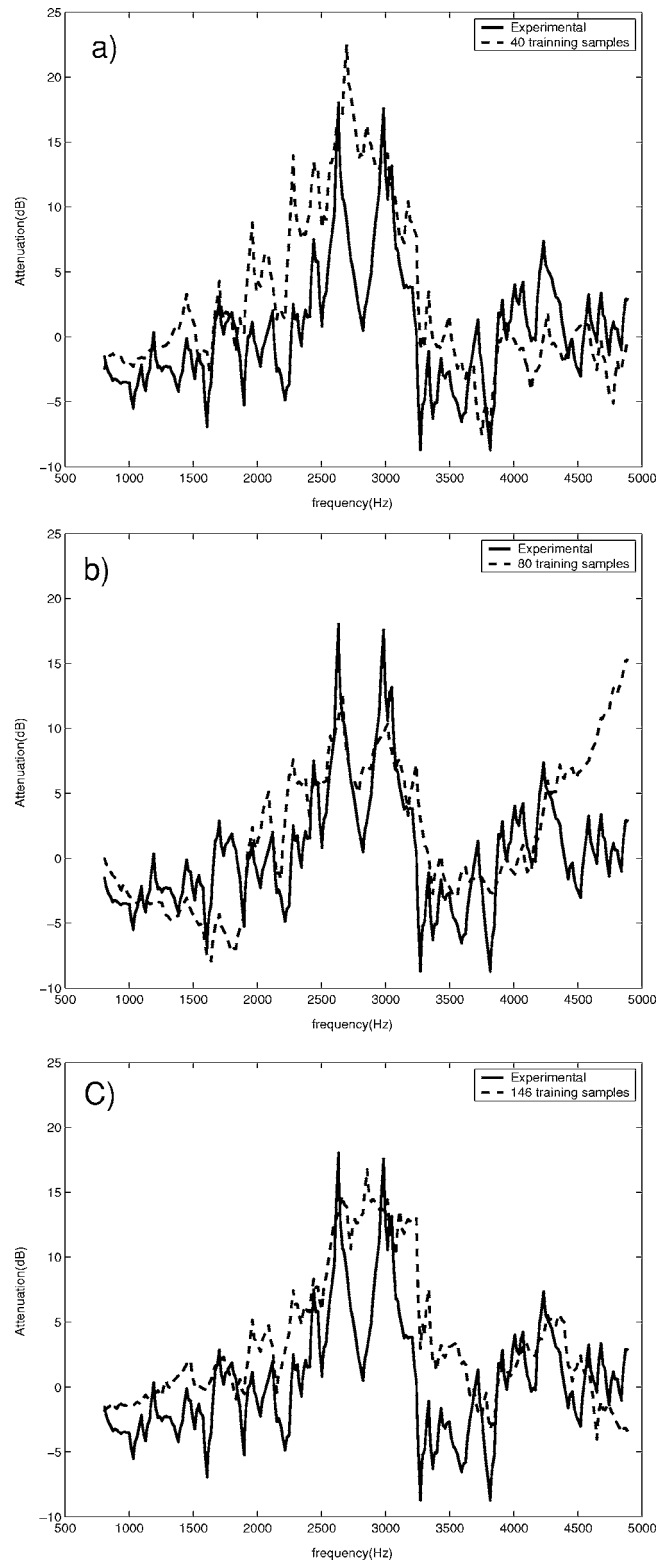 a)
Experimental
40 trainning samples
25
20
15
10
5
0
−5
−10
Attenuation(dB)
500 1000 1500 2000 2500 3000 3500 4000 4500 5000
frequency(Hz)
b)
Experimental
80 training samples
25
20
15
10
5
0
−5
−10
Attenuation(dB)
500 1000 1500 2000 2500 3000 3500 4000 4500 5000
frequency(Hz)
C)
Experimental
146 training samples
25
20
15
10
5
0
−5
−10
Attenuation(dB)
500 1000 1500 2000 2500 3000 3500 4000 4500 5000
frequency(Hz)